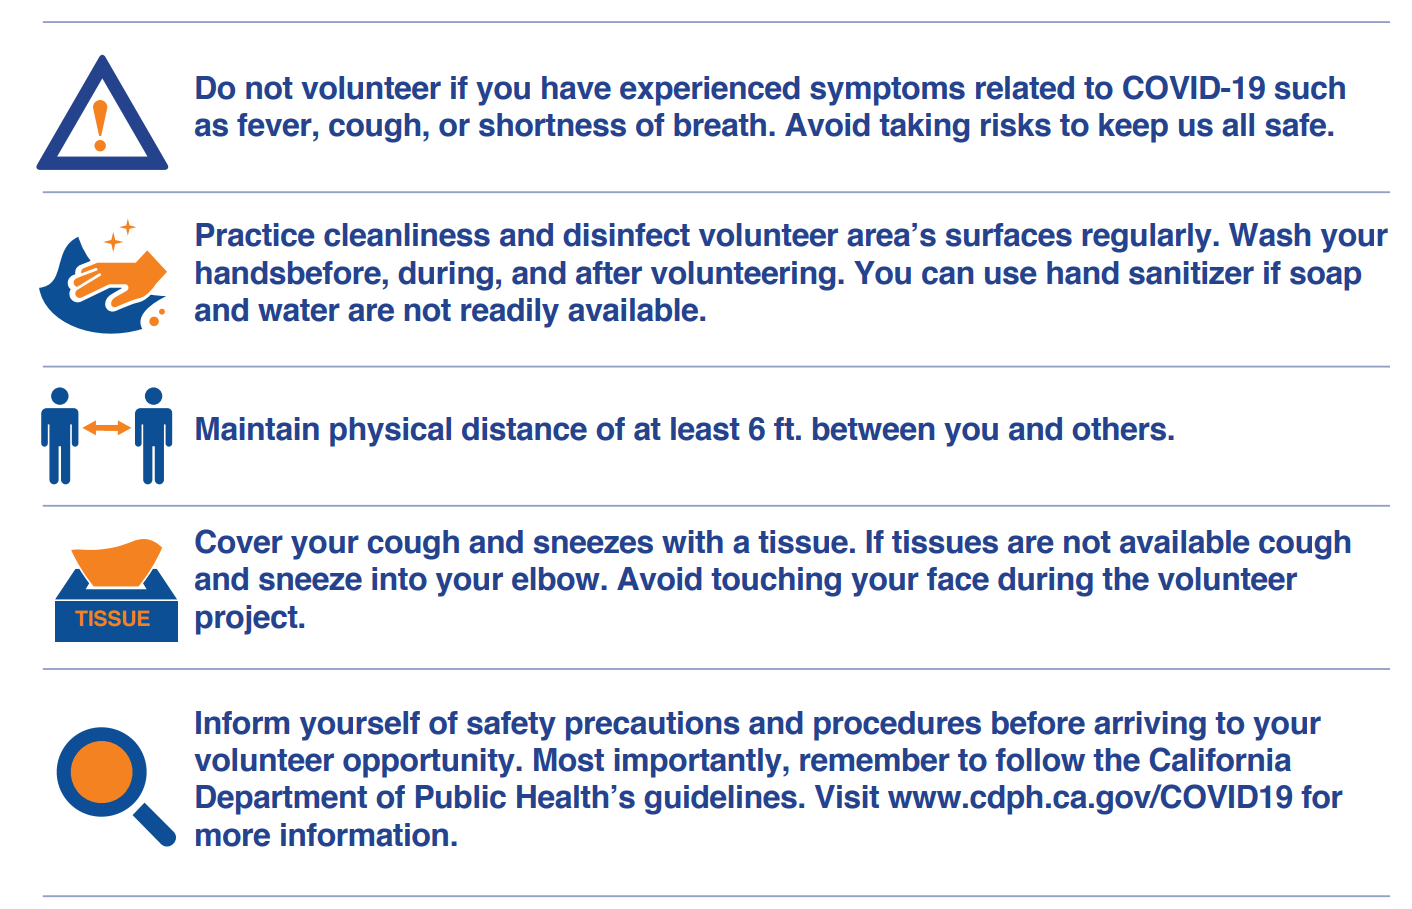 Do not volunteer if you have experienced symptoms related to COVID-19 such
as fever, cough, or shortness of breath. Avoid taking risks to keep us all safe.
Practice cleanliness and disinfect volunteer area’s surfaces regularly. Wash your
handsbefore, during, and after volunteering. You can use hand sanitizer if soap
and water are not readily available.
Maintain physical distance of at least 6 ft. between you and others.
Cover your cough and sneezes with a tissue. If tissues are not available cough
and sneeze into your elbow. Avoid touching your face during the volunteer
project.
TISSUE
Inform yourself of safety precautions and procedures before arriving to your
volunteer opportunity. Most importantly, remember to follow the California
Department of Public Health’s guidelines. Visit www.cdph.ca.gov/COVID19 for
more information.